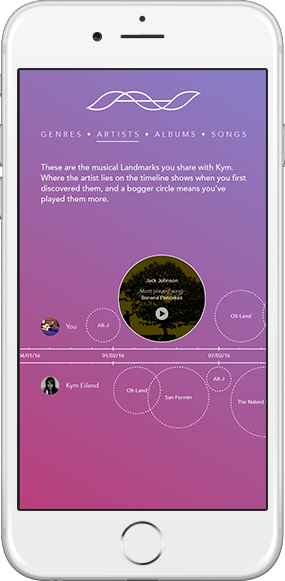 GENRES • ARTISTS • ALBUMS • SONGS
These are the musical Landmarks you share with Kym.
Where the artist lies on the timeline shows when you first
discovered them, and a bogger circle means you've
played them more.
Jack Johnson
Most played song:
Banana Pancakes
You
Alt-J
Oh Land
04/01/16
01/02/16
07/03/16
Kym Eiland
Oh Land
San Fermin
Alt-J
The Naked